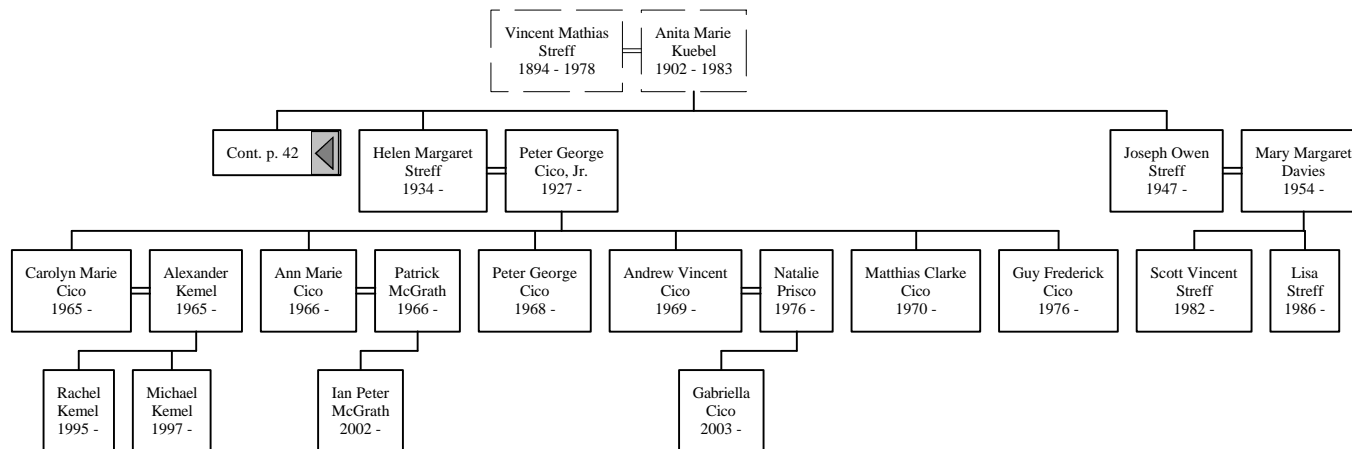 Vincent Mathias
Streff
1894 - 1978
Anita Marie
Kuebel
1902 - 1983
Cont. p. 42
Helen Margaret
Streff
1934 -
Peter George
Cico, Jr.
1927 -
Joseph Owen
Streff
1947 -
Mary Margaret
Davies
1954 -
Carolyn Marie
Cico
1965 -
Alexander
Kemel
1965 -
Ann Marie
Cico
1966 -
Patrick
McGrath
1966 -
Peter George
Cico
1968 -
Andrew Vincent
Cico
1969 -
Natalie
Prisco
1976 -
Matthias Clarke
Cico
1970 -
Guy Frederick
Cico
1976 -
Scott Vincent
Streff
1982 -
Lisa
Streff
1986 -
Rachel
Kemel
1995 -
Michael
Kemel
1997 -
Ian Peter
McGrath
2002 -
Gabriella
Cico
2003 -